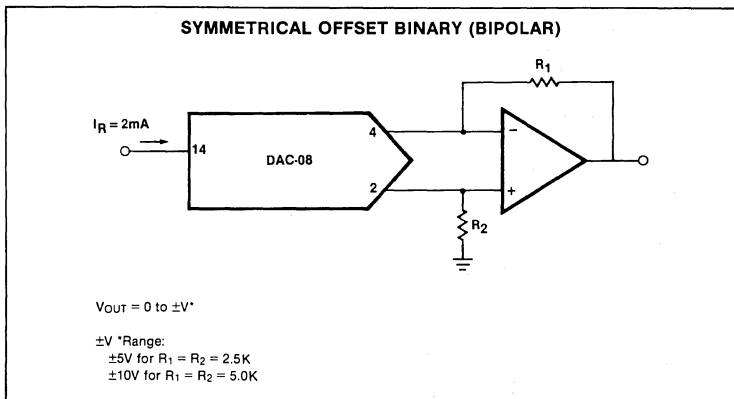 SYMMETRICAL OFFSET BINARY (BIPOLAR)
R1
IR = 2mA
4
−
14
DAC-08
2
+
R2
VOUT = 0 to ±V*
±V *Range:
±5V for R1 = R2 = 2.5K
±10V for R1 = R2 = 5.0K